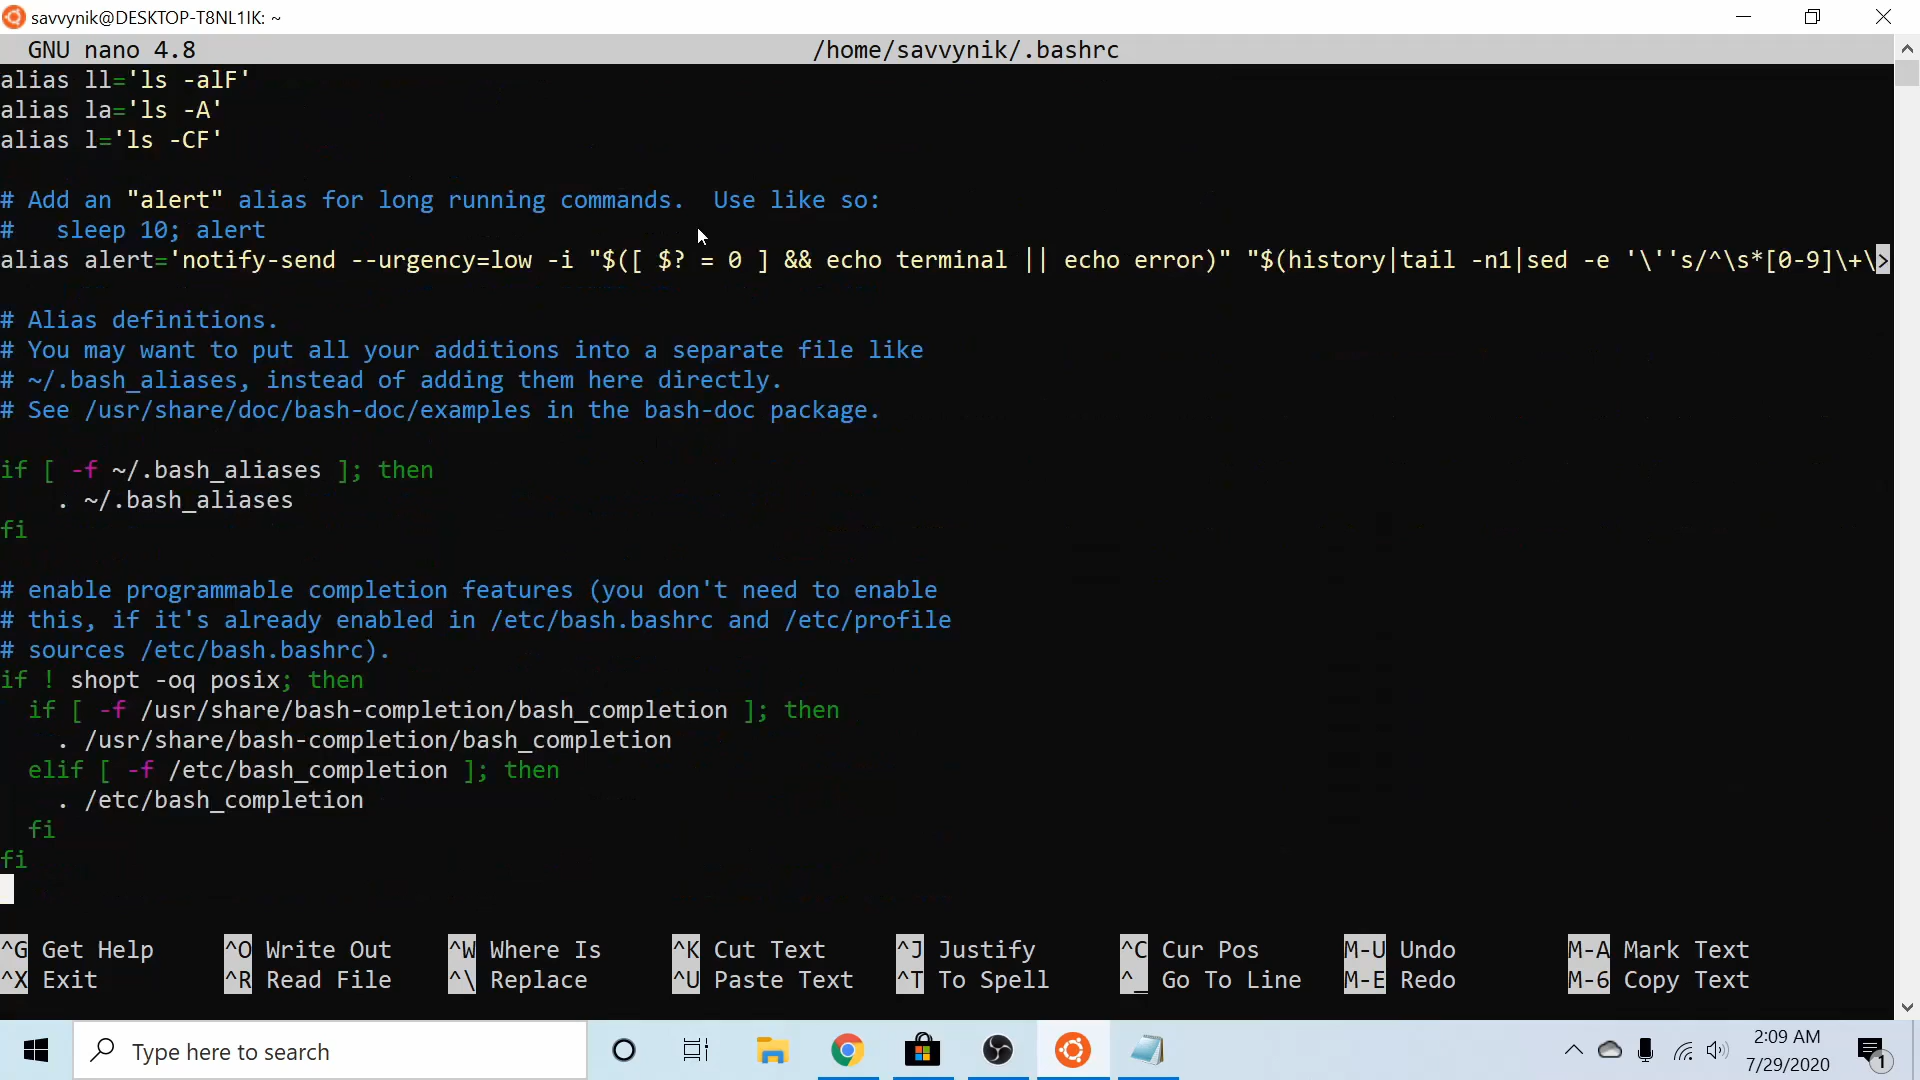 savvynik@DESKTOP-T8NL1IK: ~
GNU nano 4.8 /home/savvynik/.bashrc
alias ll='ls -alF'
alias la='ls -A'
alias l='ls -CF'
# Add an "alert" alias for long running commands.  Use like so:
#   sleep 10; alert
alias alert='notify-send --urgency=low -i "$([ $? = 0 ] && echo terminal || echo error)" "$(history|tail -n1|sed -e '\''s/^\s*[0-9]\+\>
# Alias definitions.
# You may want to put all your additions into a separate file like
# ~/.bash_aliases, instead of adding them here directly.
# See /usr/share/doc/bash-doc/examples in the bash-doc package.
if [ -f ~/.bash_aliases ]; then
    . ~/.bash_aliases
fi
# enable programmable completion features (you don't need to enable
# this, if it's already enabled in /etc/bash.bashrc and /etc/profile
# sources /etc/bash.bashrc).
if ! shopt -oq posix; then
  if [ -f /usr/share/bash-completion/bash_completion ]; then
    . /usr/share/bash-completion/bash_completion
  elif [ -f /etc/bash_completion ]; then
    . /etc/bash_completion
  fi
fi
^G Get Help ^O Write Out ^W Where Is ^K Cut Text ^J Justify ^C Cur Pos M-U Undo M-A Mark Text
^X Exit ^R Read File ^\ Replace ^U Paste Text ^T To Spell ^_ Go To Line M-E Redo M-6 Copy Text
Type here to search
2:09 AM
7/29/2020
1